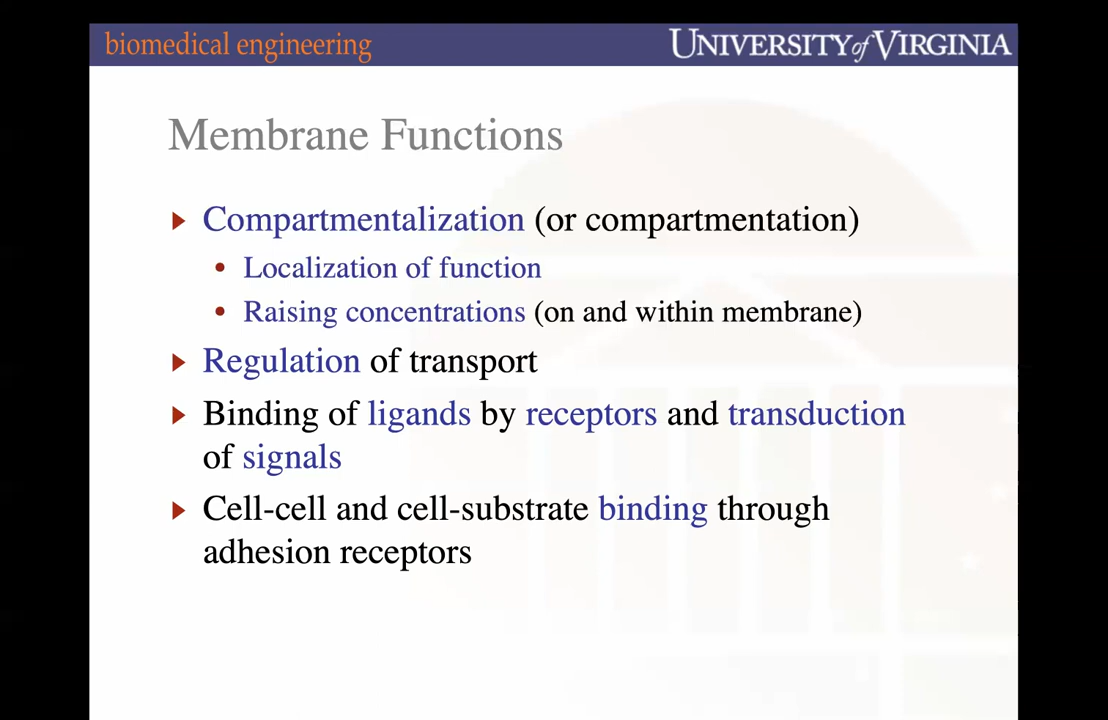 biomedical engineering
UNIVERSITY of VIRGINIA
Membrane Functions
Compartmentalization (or compartmentation)
Localization of function
Raising concentrations (on and within membrane)
Regulation of transport
Binding of ligands by receptors and transduction
of signals
Cell-cell and cell-substrate binding through
adhesion receptors